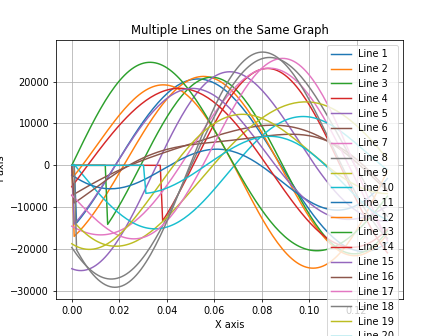 Multiple Lines on the Same Graph
20000
10000
0
−10000
−20000
−30000
axis
0.00
0.02
0.04
0.06
0.08
0.10
X axis
Line 1
Line 2
Line 3
Line 4
Line 5
Line 6
Line 7
Line 8
Line 9
Line 10
Line 11
Line 12
Line 13
Line 14
Line 15
Line 16
Line 17
Line 18
Line 19
Line 20